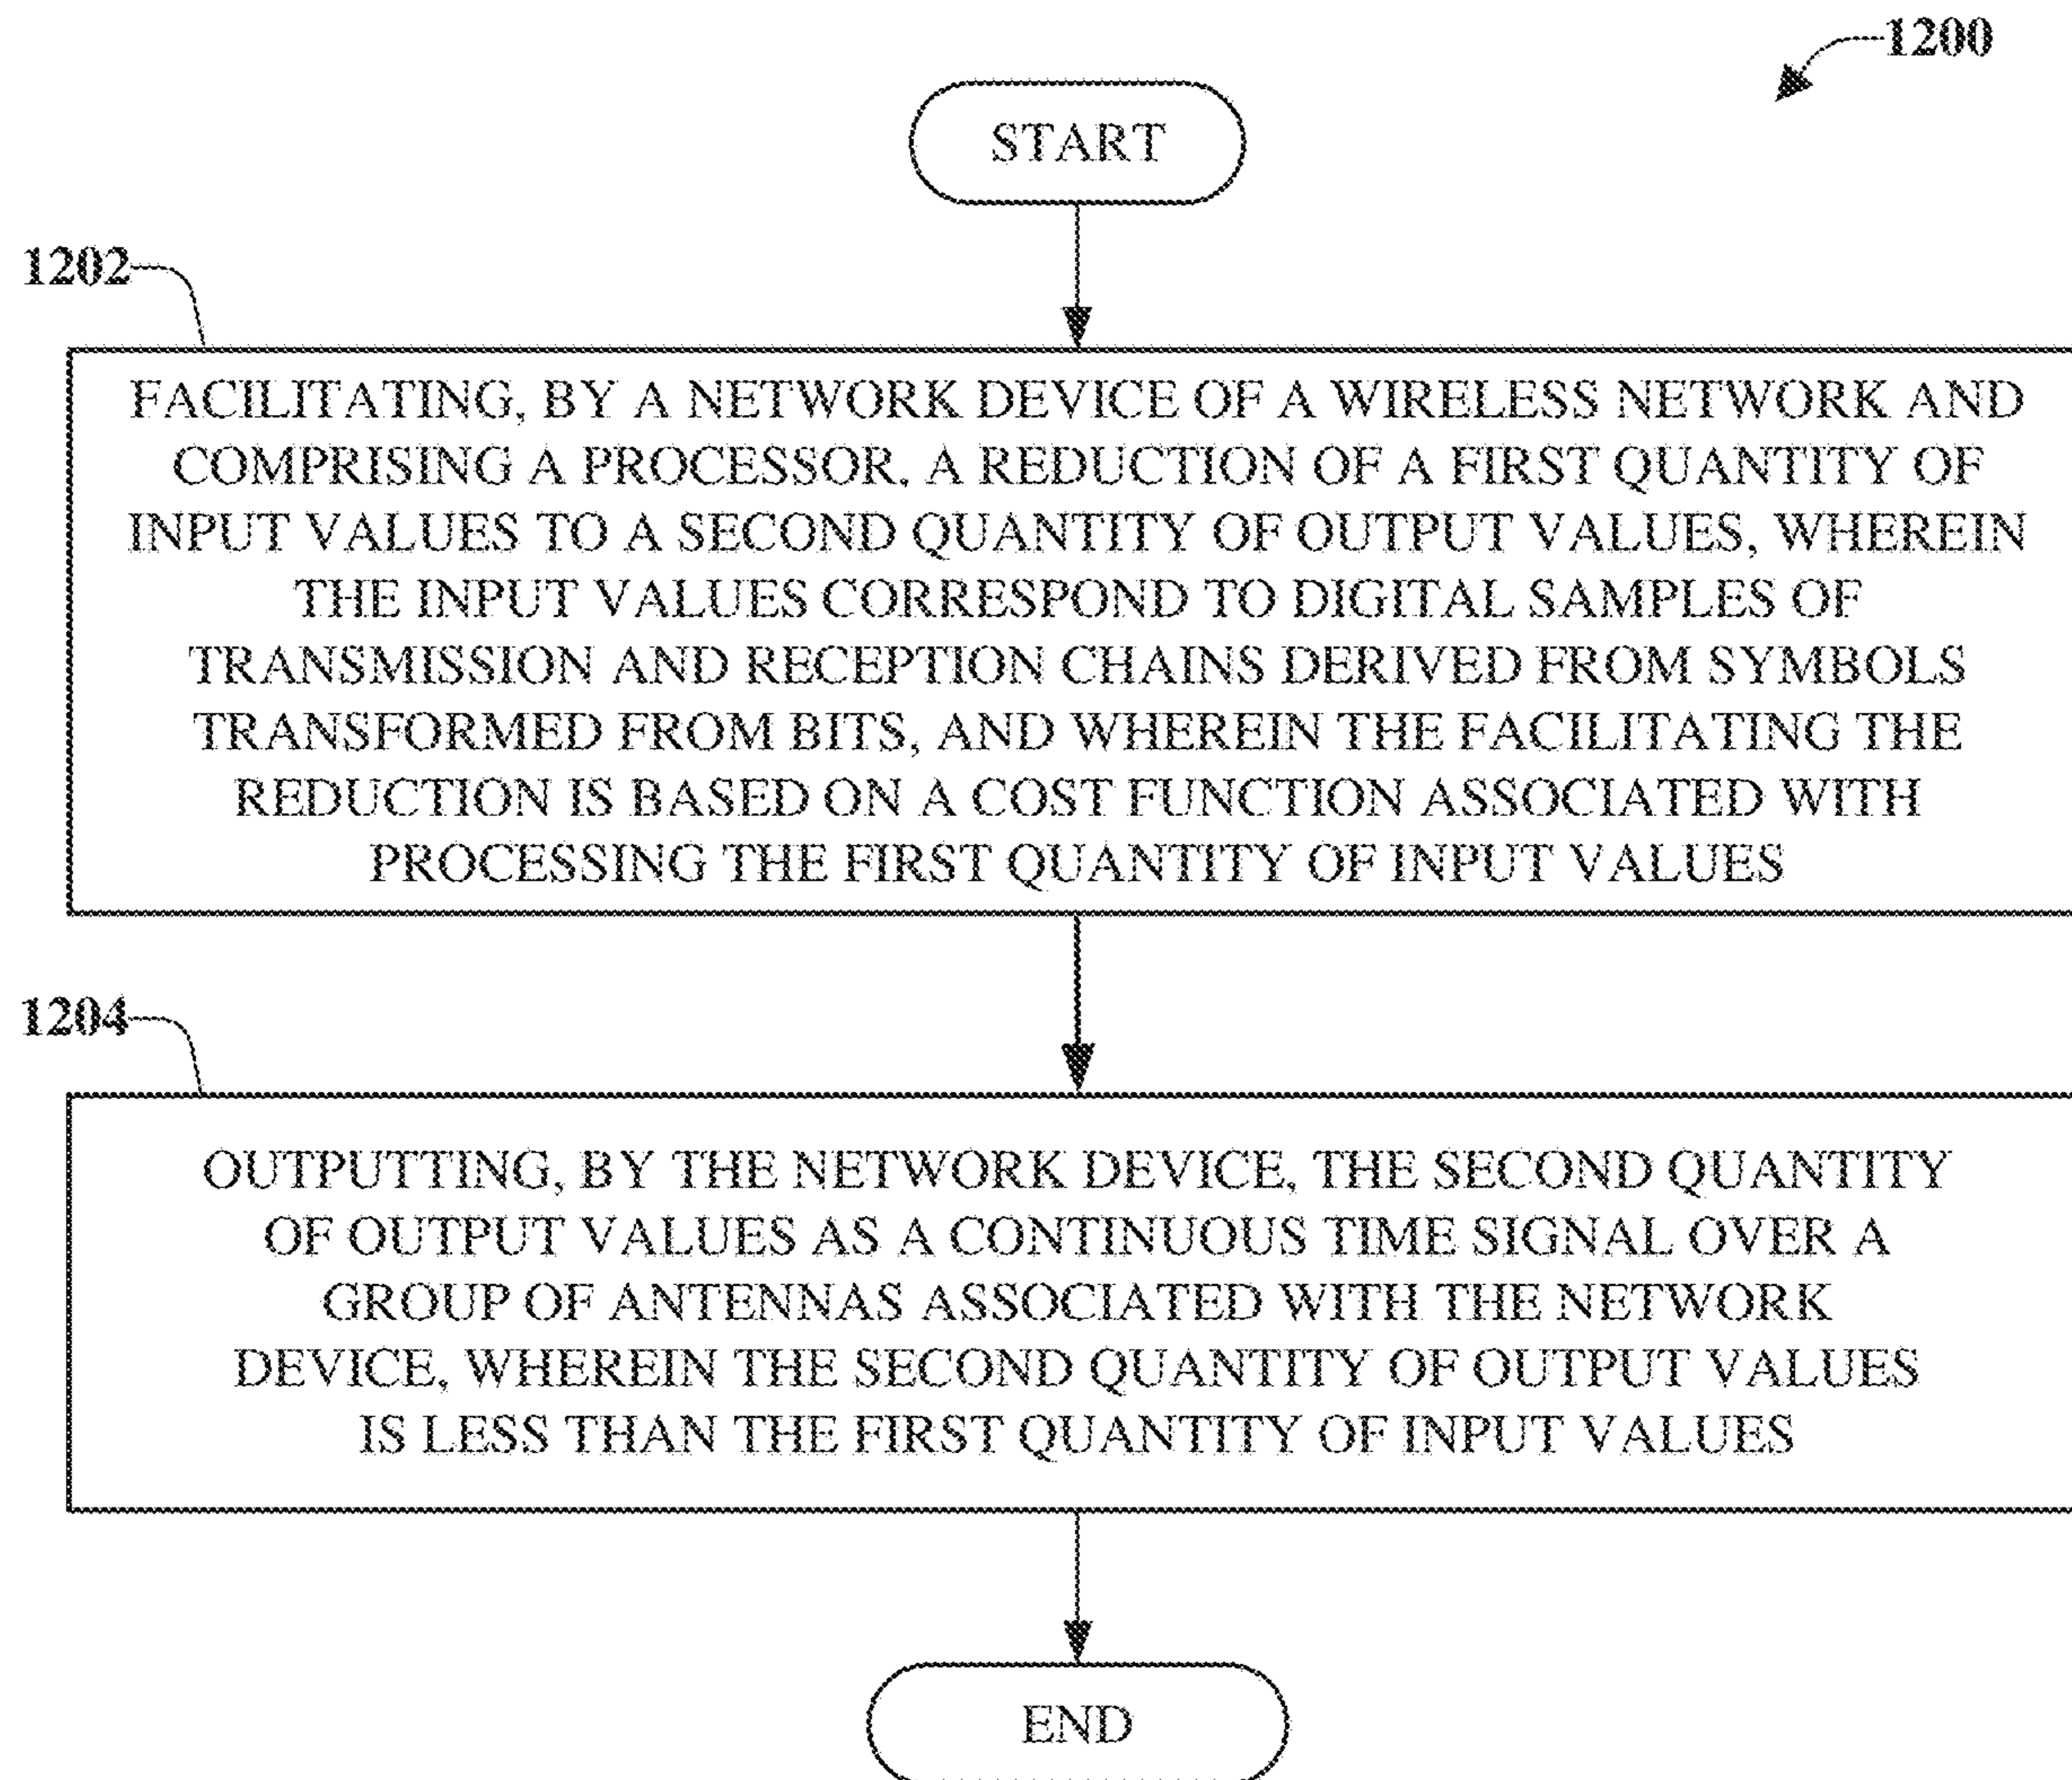 1200
START
1202
FACILITATING, BY A NETWORK DEVICE OF A WIRELESS NETWORK AND
COMPRISING A PROCESSOR, A REDUCTION OF A FIRST QUANTITY OF
INPUT VALUES TO A SECOND QUANTITY OF OUTPUT VALUES, WHEREIN
THE INPUT VALUES CORRESPOND TO DIGITAL SAMPLES OF
TRANSMISSION AND RECEPTION CHAINS DERIVED FROM SYMBOLS
TRANSFORMED FROM BITS, AND WHEREIN THE FACILITATING THE
REDUCTION IS BASED ON A COST FUNCTION ASSOCIATED WITH
PROCESSING THE FIRST QUANTITY OF INPUT VALUES
1204
OUTPUTTING, BY THE NETWORK DEVICE, THE SECOND QUANTITY
OF OUTPUT VALUES AS A CONTINUOUS TIME SIGNAL OVER A
GROUP OF ANTENNAS ASSOCIATED WITH THE NETWORK
DEVICE, WHEREIN THE SECOND QUANTITY OF OUTPUT VALUES
IS LESS THAN THE FIRST QUANTITY OF INPUT VALUES
END